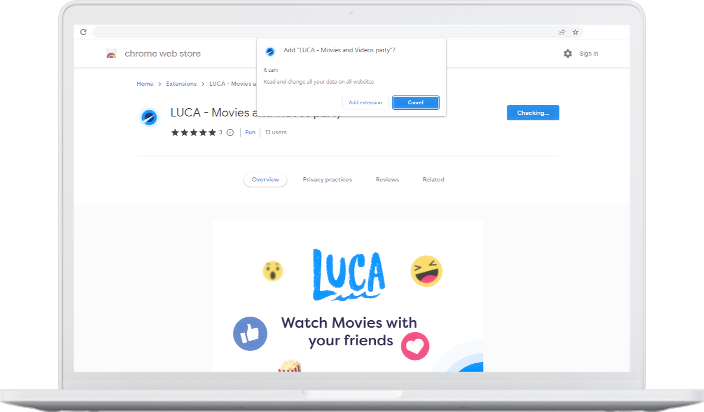 chrome web store
Sign in
Add "LUCA - Movies and Videos party"?
It can:
Read and change all your data on all websites
Add extension
Cancel
Home > Extensions > LUCA - Movies
LUCA - Movies and Videos party
Checking...
3
Fun
13 users
Overview
Privacy practices
Reviews
Related
LUCA
Watch Movies with
your friends